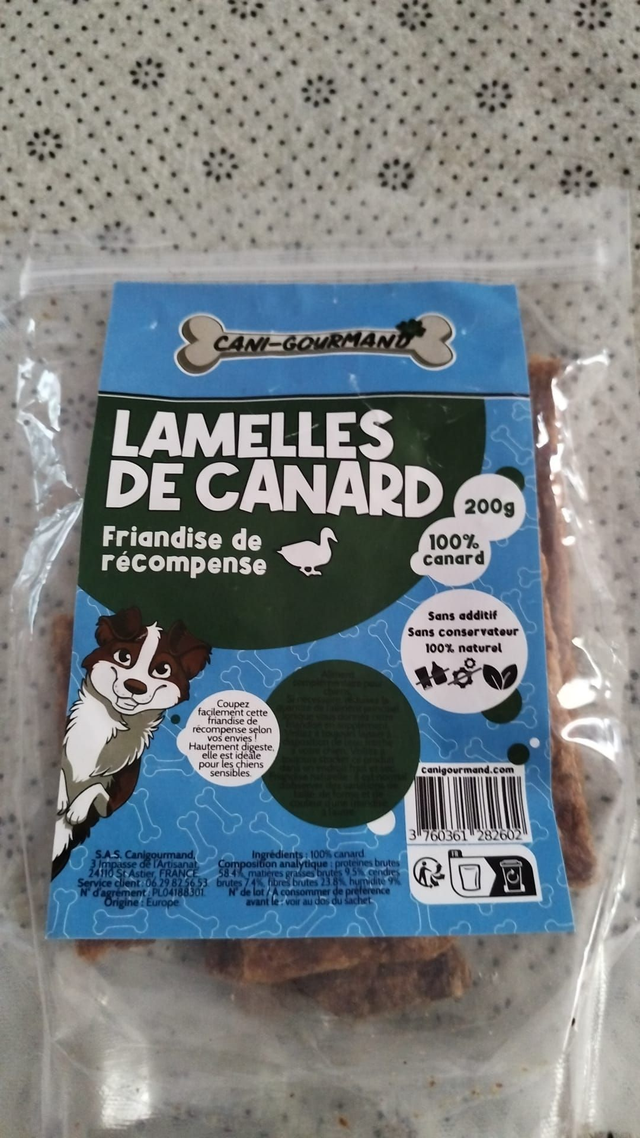 CANI-GOURMAND
LAMELLES
DE CANARD
Friandise de
récompense
200g
100%
canard
Sans additif
Sans conservateur
100% naturel
Coupez
facilement cette
friandise de
récompense selon
vos envies !
Hautement digeste,
elle est idéale
pour les chiens
sensibles.
canigourmand.com
3 760361 282602
FR
S.A.S. Canigourmand,
3 Impasse de l'Artisanat,
24110 St Astier, FRANCE
Service client : 06 29 82 56 53
N° d'agrément : PL04188301
Origine : Europe
Ingrédients : 100% canard
Composition analytique : protéines brutes
58.4%, matières grasses brutes 9.5%, cendres
brutes 7.4%, fibres brutes 23.8%, humidité 9%
N° de lot / A consommer de préférence
avant le : voir au dos du sachet